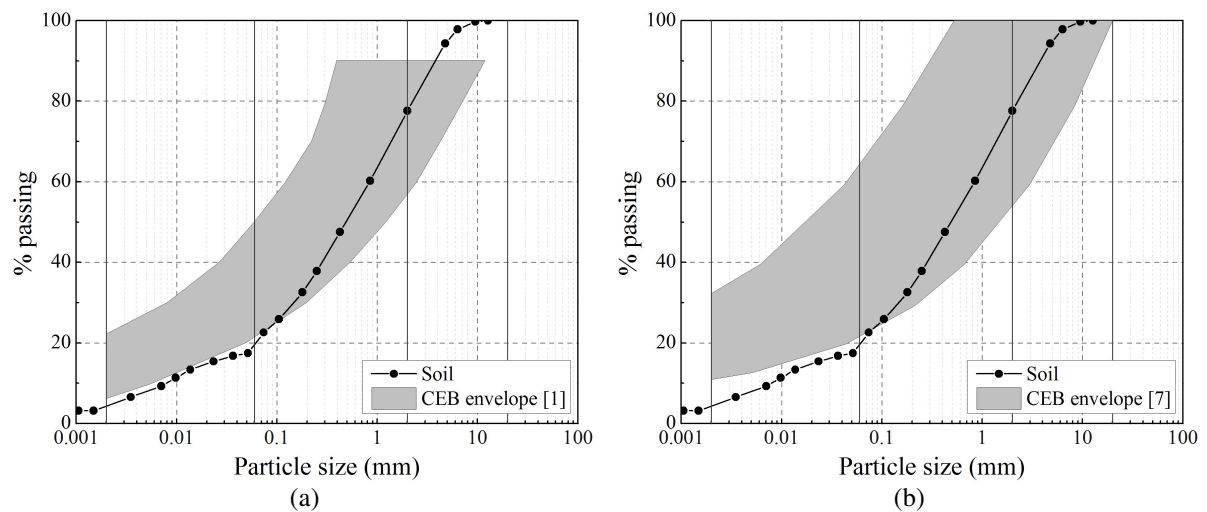 100
80
60
40
20
0
% passing
0.001
0.01
0.1
1
10
100
Particle size (mm)
Soil
CEB envelope [1]
(a)
100
80
60
40
20
0
% passing
0.001
0.01
0.1
1
10
100
Particle size (mm)
Soil
CEB envelope [7]
(b)